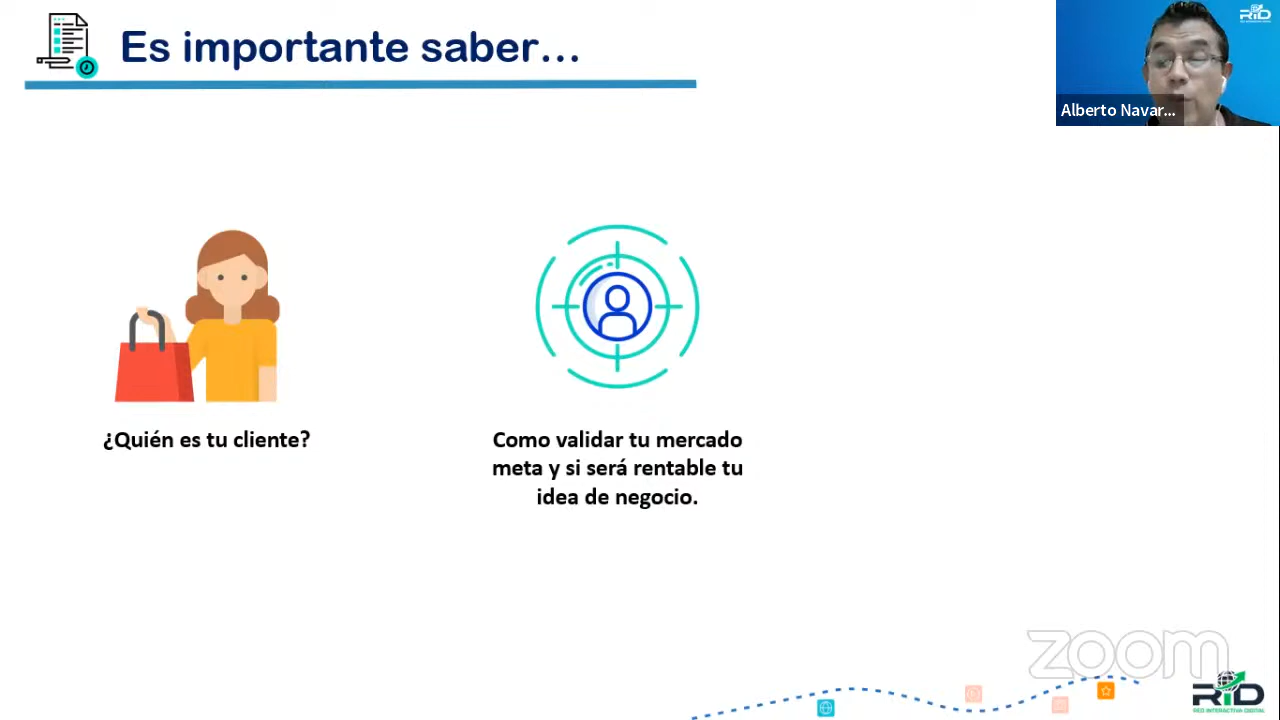 Es importante saber...
RiD
Alberto Navar...
¿Quién es tu cliente?
Como validar tu mercado
meta y si será rentable tu
idea de negocio.
zoom
RiD
RED INTERACTIVA DIGITAL